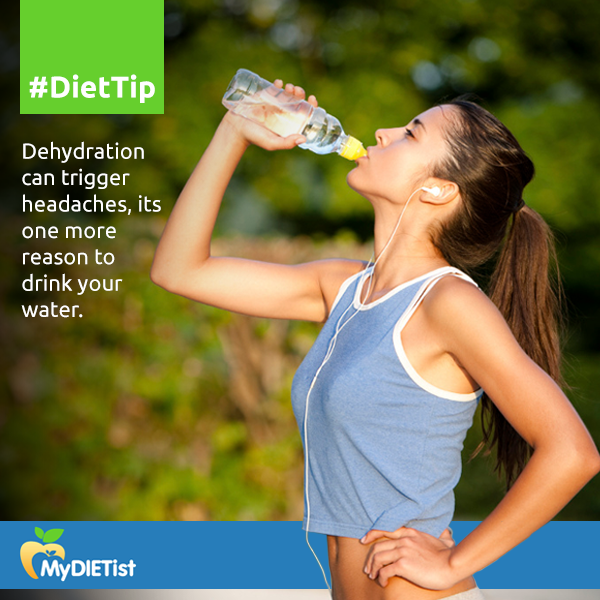 #DietTip
Dehydration
can trigger
headaches, its
one more
reason to
drink your
water.
MyDIETist